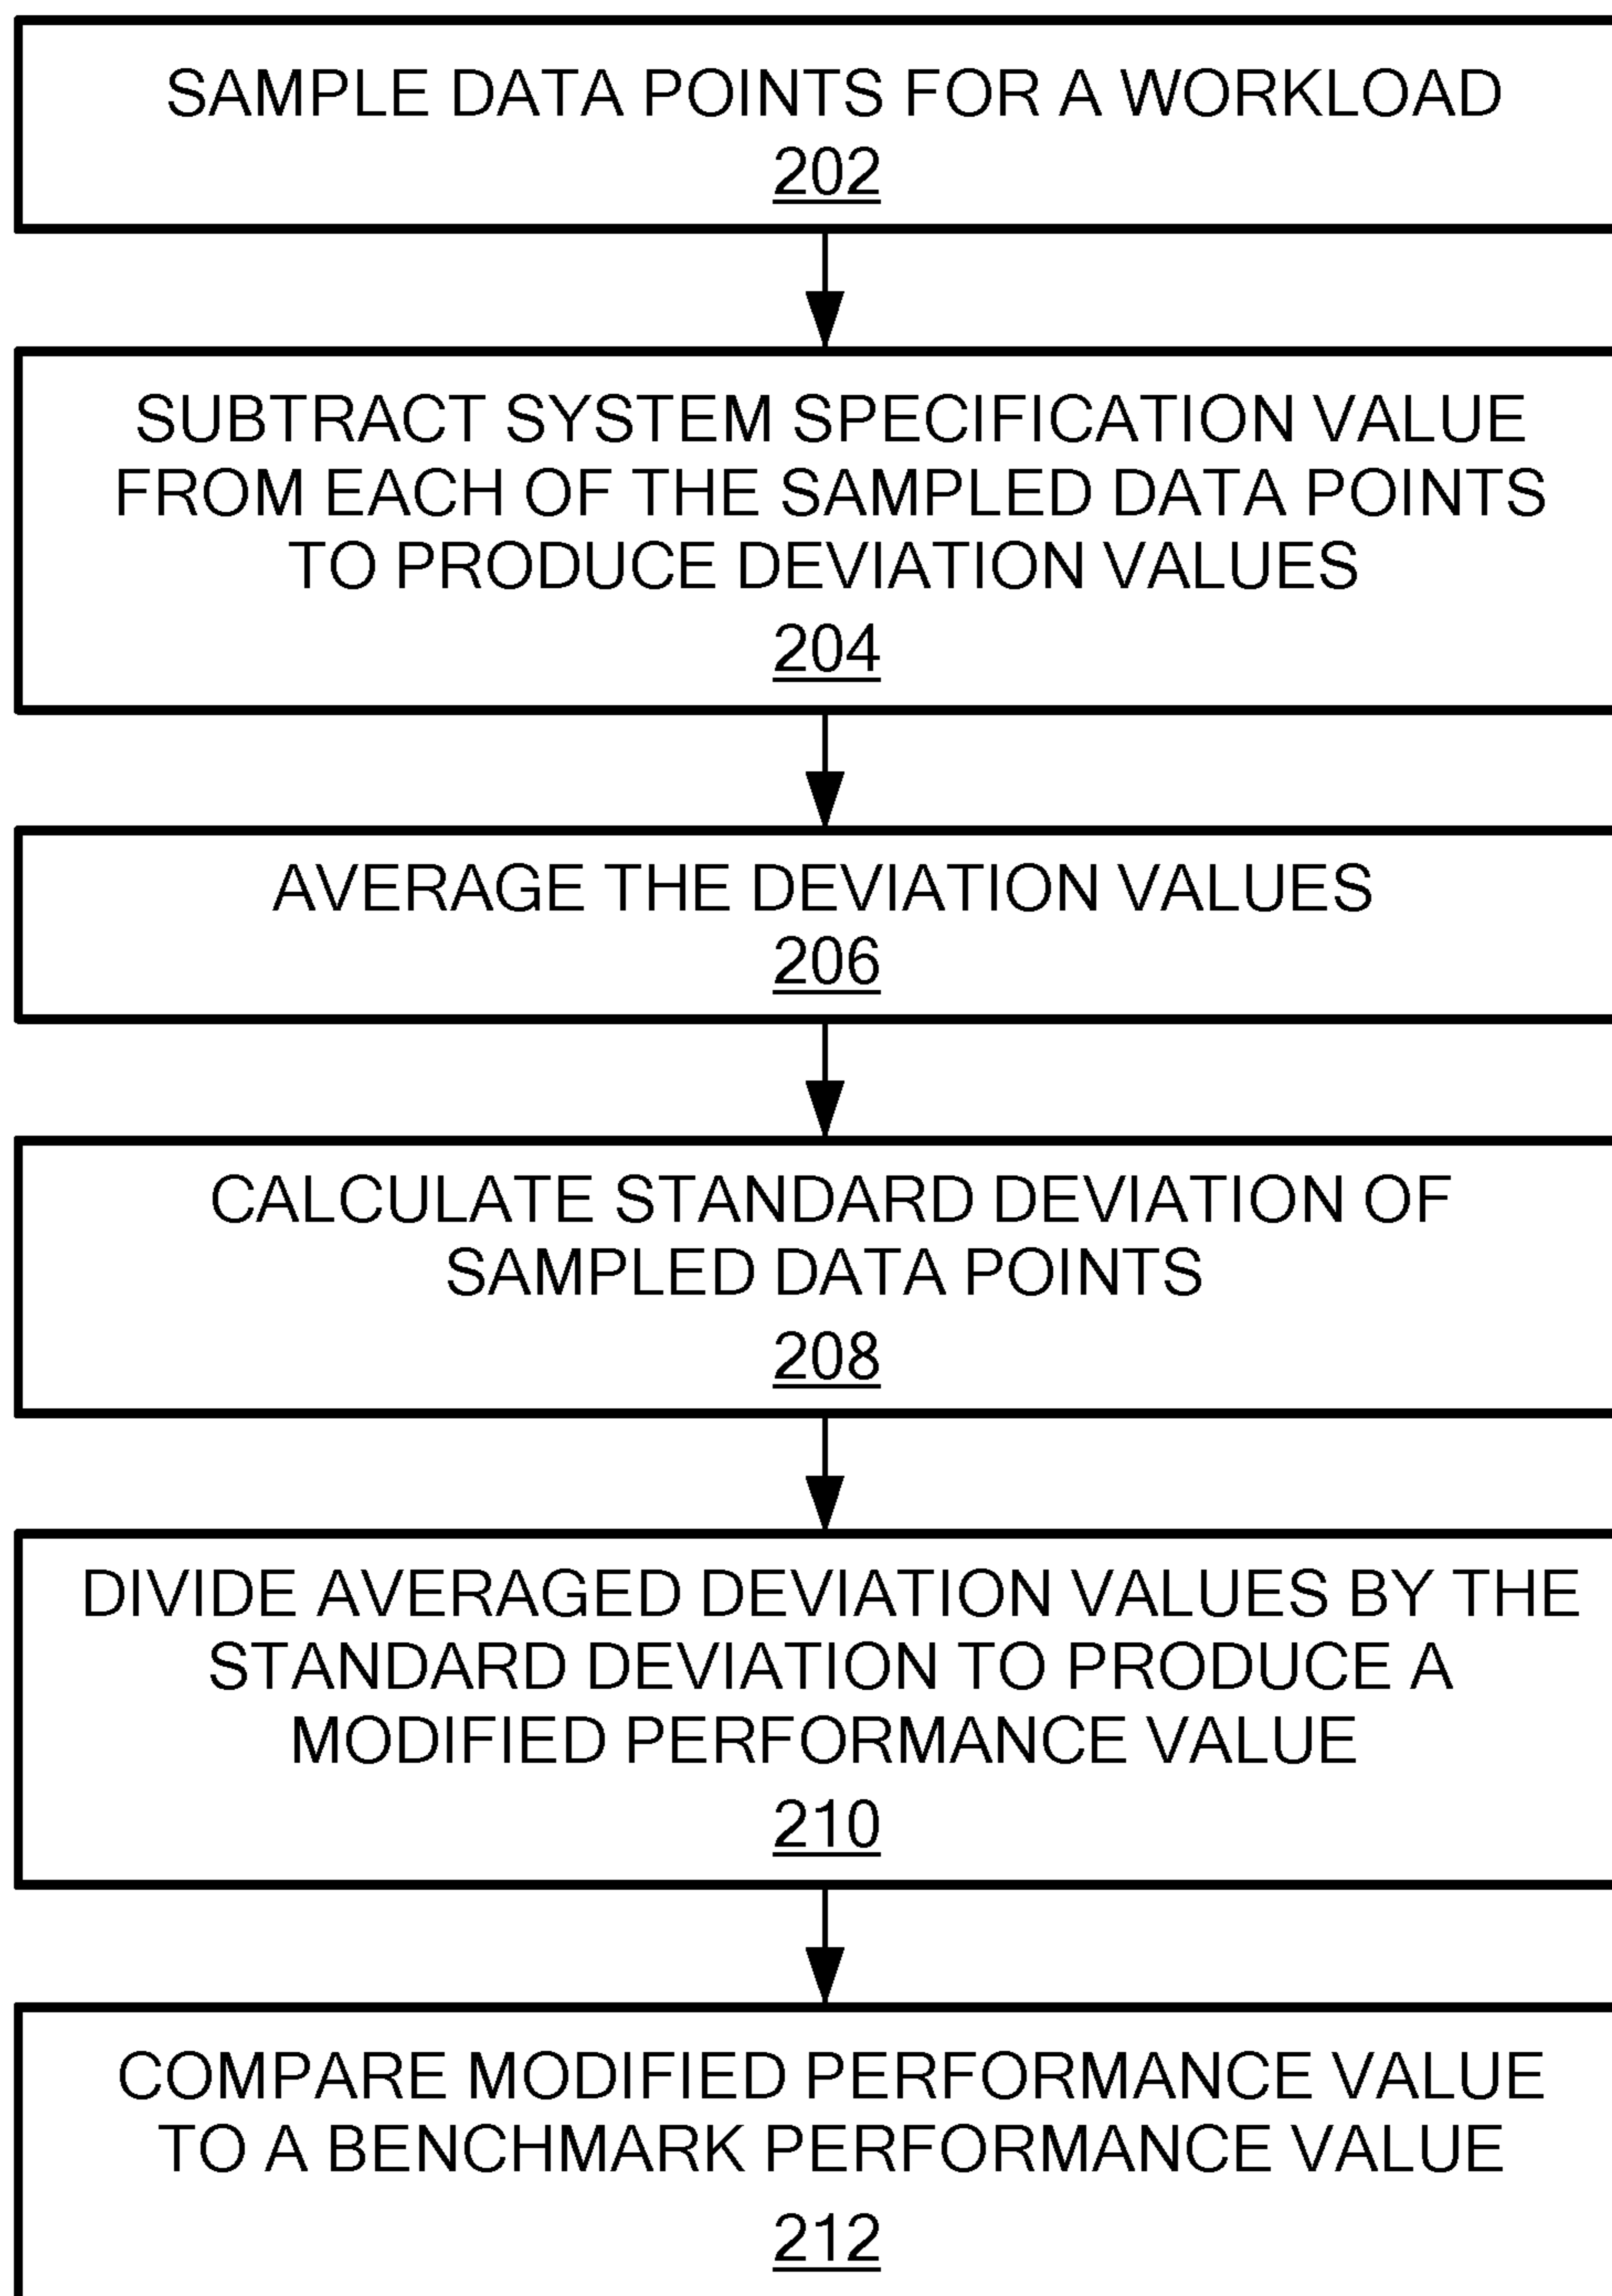 SAMPLE DATA POINTS FOR A WORKLOAD
202
SUBTRACT SYSTEM SPECIFICATION VALUE
FROM EACH OF THE SAMPLED DATA POINTS
TO PRODUCE DEVIATION VALUES
204
AVERAGE THE DEVIATION VALUES
206
CALCULATE STANDARD DEVIATION OF
SAMPLED DATA POINTS
208
DIVIDE AVERAGED DEVIATION VALUES BY THE
STANDARD DEVIATION TO PRODUCE A
MODIFIED PERFORMANCE VALUE
210
COMPARE MODIFIED PERFORMANCE VALUE
TO A BENCHMARK PERFORMANCE VALUE
212